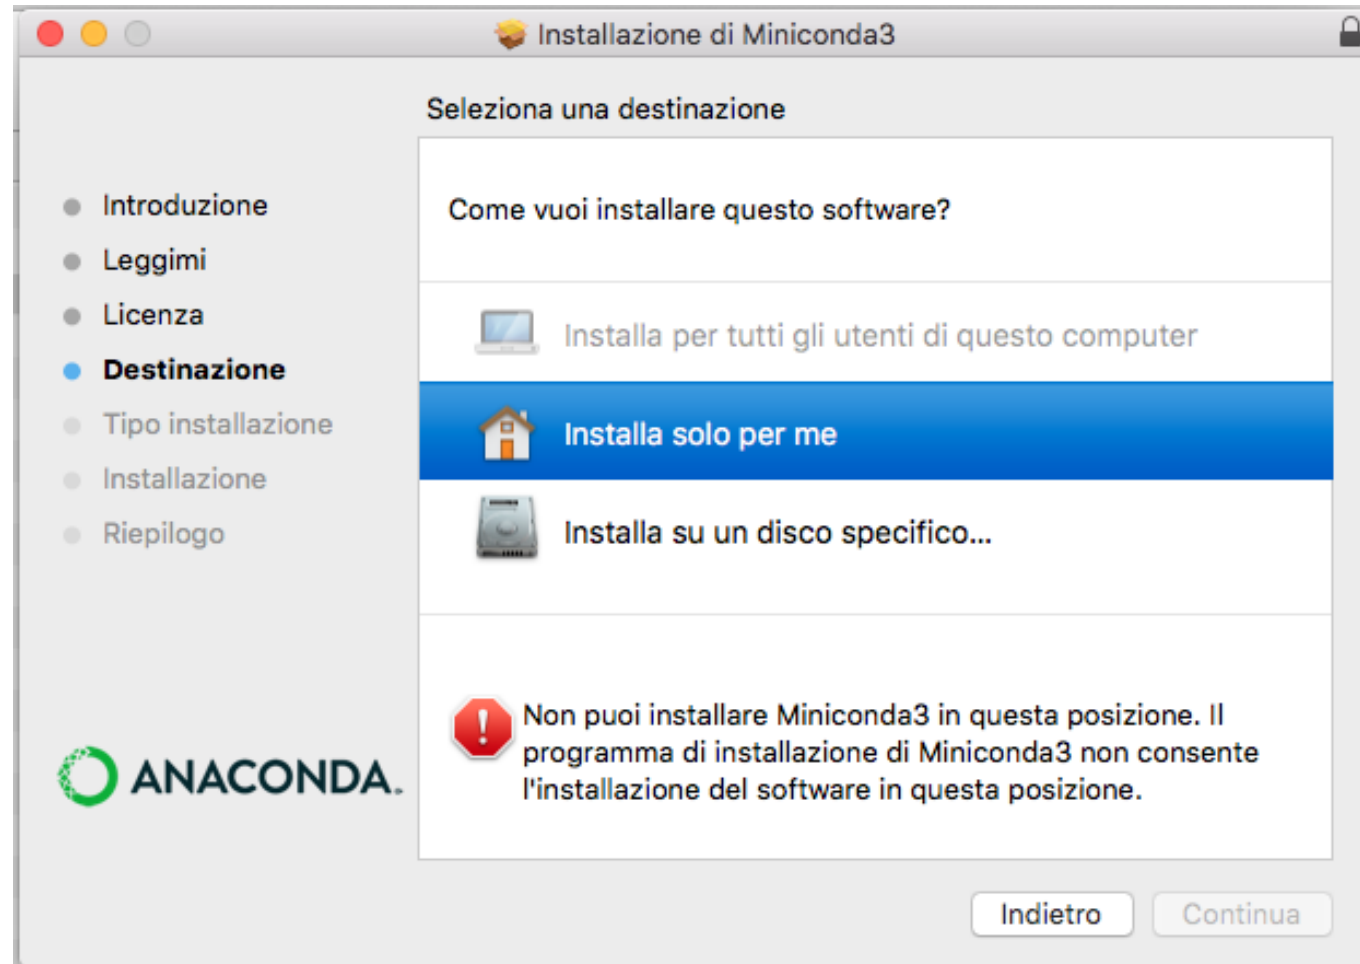 Installazione di Miniconda3
Seleziona una destinazione
Introduzione
Leggimi
Licenza
Destinazione
Tipo installazione
Installazione
Riepilogo
ANACONDA.
Come vuoi installare questo software?
Installa per tutti gli utenti di questo computer
Installa solo per me
Installa su un disco specifico...
Non puoi installare Miniconda3 in questa posizione. Il
programma di installazione di Miniconda3 non consente
l'installazione del software in questa posizione.
Indietro
Continua